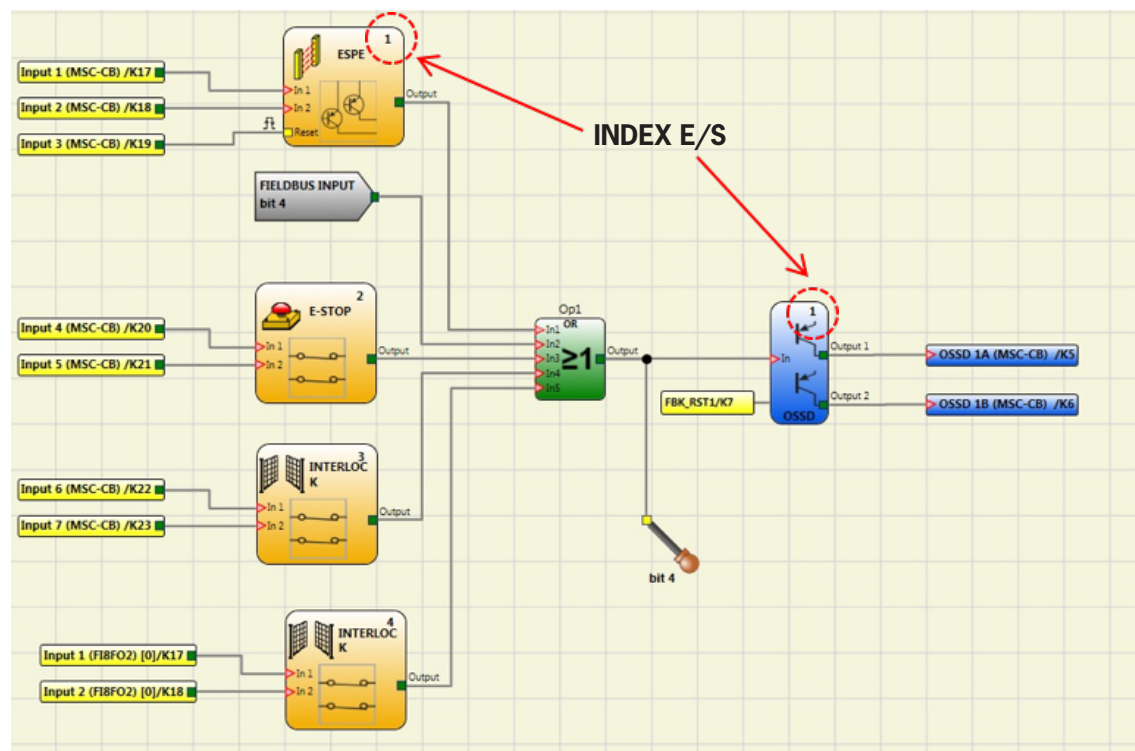 1
ESPE
Input 1 (MSC-CB) /K17
In 1
Output
Input 2 (MSC-CB) /K18
In 2
Input 3 (MSC-CB) /K19
Reset
INDEX E/S
FIELDBUS INPUT
bit 4
2
E-STOP
Input 4 (MSC-CB) /K20
In 1
Output
Input 5 (MSC-CB) /K21
In 2
Op1
OR
In1
In2
In3
In4
In5
≥1
Output
1
In
Output 1
OSSD 1A (MSC-CB) /K5
FBK_RST1/K7
Output 2
OSSD 1B (MSC-CB) /K6
OSSD
3
INTERLOC
K
Input 6 (MSC-CB) /K22
In 1
Output
Input 7 (MSC-CB) /K23
In 2
bit 4
4
INTERLOC
K
Input 1 (FI8FO2) [0]/K17
In 1
Output
Input 2 (FI8FO2) [0]/K18
In 2